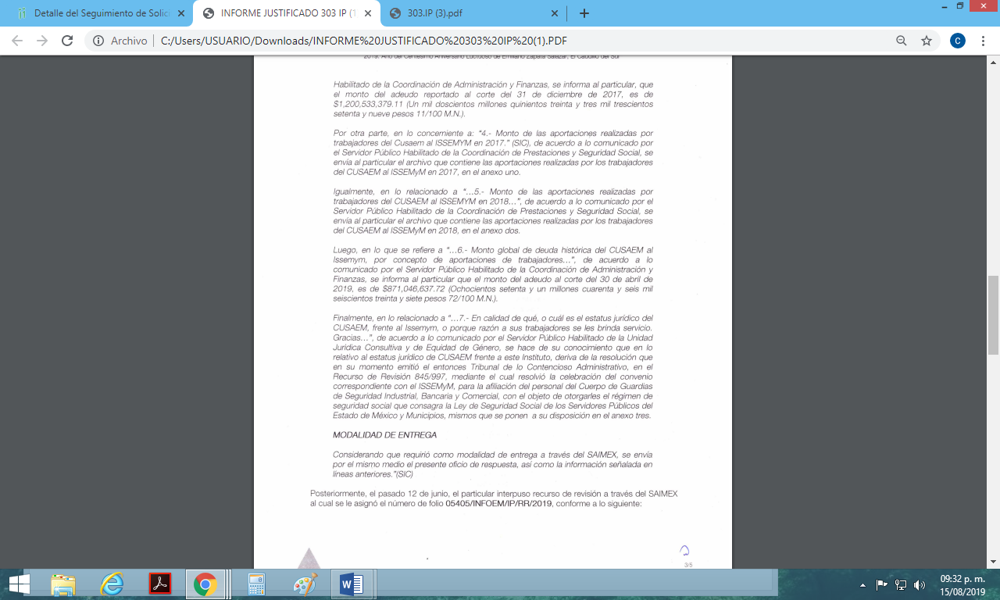 Detalle del Seguimiento de Solici
INFORME JUSTIFICADO 303 IP (1
303.IP (3).pdf
Archivo
C:/Users/USUARIO/Downloads/INFORME%20JUSTIFICADO%20303%20IP%20(1).PDF
C
2019. Año del Centésimo Aniversario Luctuoso de Emiliano Zapata Salazar, El Caudillo del Sur
Habilitado de la Coordinación de Administración y Finanzas, se informa al particular, que
el monto del adeudo reportado al corte del 31 de diciembre de 2017, es de
$1,200,533,379.11 (Un mil doscientos millones quinientos treinta y tres mil trescientos
setenta y nueve pesos 11/100 M.N.).
Por otra parte, en lo concerniente a: "4.- Monto de las aportaciones realizadas por
trabajadores del Cusaem al ISSEMYM en 2017." (SIC), de acuerdo a lo comunicado por
el Servidor Público Habilitado de la Coordinación de Prestaciones y Seguridad Social, se
envía al particular el archivo que contiene las aportaciones realizadas por los trabajadores
del CUSAEM al ISSEMyM en 2017, en el anexo uno.
Igualmente, en lo relacionado a "...5.- Monto de las aportaciones realizadas por
trabajadores del CUSAEM al ISSEMYM en 2018...", de acuerdo a lo comunicado por el
Servidor Público Habilitado de la Coordinación de Prestaciones y Seguridad Social, se
envía al particular el archivo que contiene las aportaciones realizadas por los trabajadores
del CUSAEM al ISSEMyM en 2018, en el anexo dos.
Luego, en lo que se refiere a "...6.- Monto global de deuda histórica del CUSAEM al
Issemym, por concepto de aportaciones de trabajadores...", de acuerdo a lo
comunicado por el Servidor Público Habilitado de la Coordinación de Administración y
Finanzas, se informa al particular que el monto del adeudo al corte del 30 de abril de
2019, es de $871,046,637.72 (Ochocientos setenta y un millones cuarenta y seis mil
seiscientos treinta y siete pesos 72/100 M.N.).
Finalmente, en lo relacionado a "...7.- En calidad de qué, o cuál es el estatus jurídico del
CUSAEM, frente al Issemym, o porque razón a sus trabajadores se les brinda servicio.
Gracias...", de acuerdo a lo comunicado por el Servidor Público Habilitado de la Unidad
Jurídica Consultiva y de Equidad de Género, se hace de su conocimiento que en lo
relativo al estatus jurídico de CUSAEM frente a este Instituto, deriva de la resolución que
en su momento emitió el entonces Tribunal de lo Contencioso Administrativo, en el
Recurso de Revisión 845/997, mediante el cual resolvió la celebración del convenio
correspondiente con el ISSEMyM, para la afiliación del personal del Cuerpo de Guardias
de Seguridad Industrial, Bancaria y Comercial, con el objeto de otorgarles el régimen de
seguridad social que consagra la Ley de Seguridad Social de los Servidores Públicos del
Estado de México y Municipios, mismos que se ponen a su disposición en el anexo tres.
MODALIDAD DE ENTREGA
Considerando que requirió como modalidad de entrega a través del SAIMEX, se envía
por el mismo medio el presente oficio de respuesta, así como la información señalada en
líneas anteriores."(SIC)
Posteriormente, el pasado 12 de junio, el particular interpuso recurso de revisión a través del SAIMEX
al cual se le asignó el número de folio 05405/INFOEM/IP/RR/2019, conforme a lo siguiente:
3/5
09:32 p. m.
15/08/2019